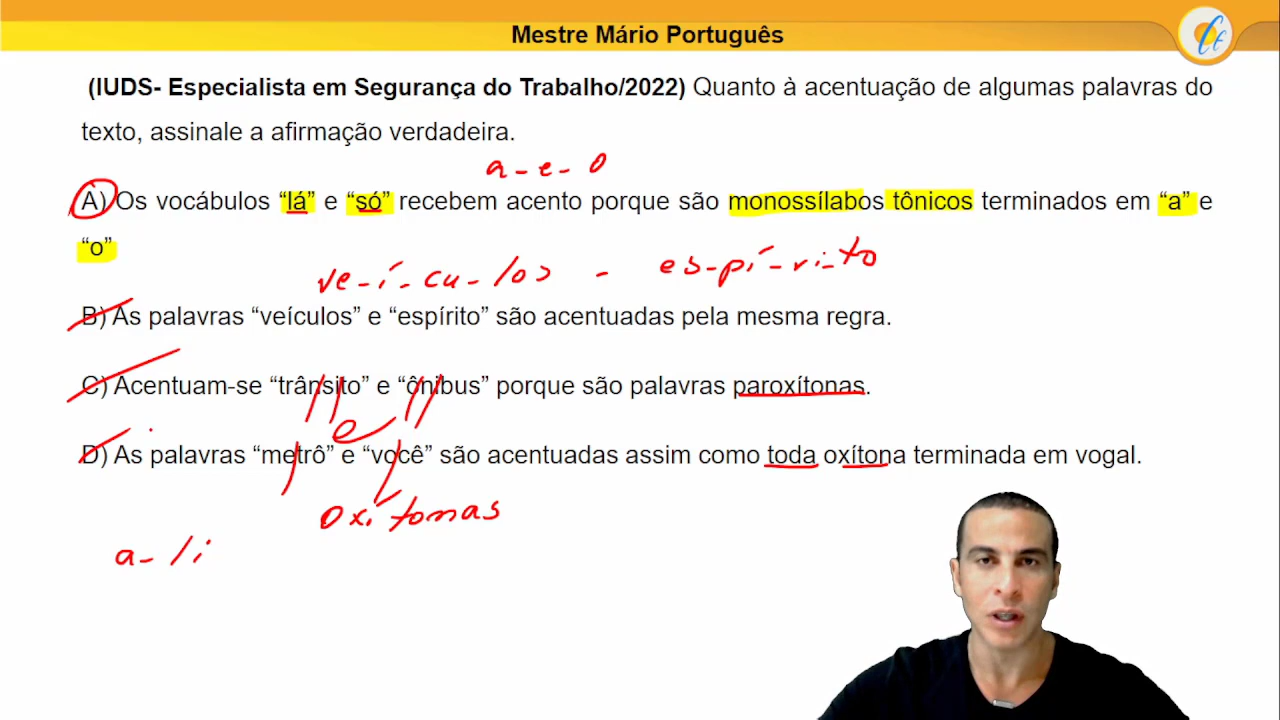 Mestre Mário Português
(IUDS- Especialista em Segurança do Trabalho/2022) Quanto à acentuação de algumas palavras do
texto, assinale a afirmação verdadeira.
a - e - o
A) Os vocábulos “lá” e “só” recebem acento porque são monossílabos tônicos terminados em “a” e
“o”
ve-í-cu-los - es-pí-ri-to
B) As palavras “veículos” e “espírito” são acentuadas pela mesma regra.
C) Acentuam-se “trânsito” e “ônibus” porque são palavras paroxítonas.
D) As palavras “metrô” e “você” são acentuadas assim como toda oxítona terminada em vogal.
oxítonas
a-li